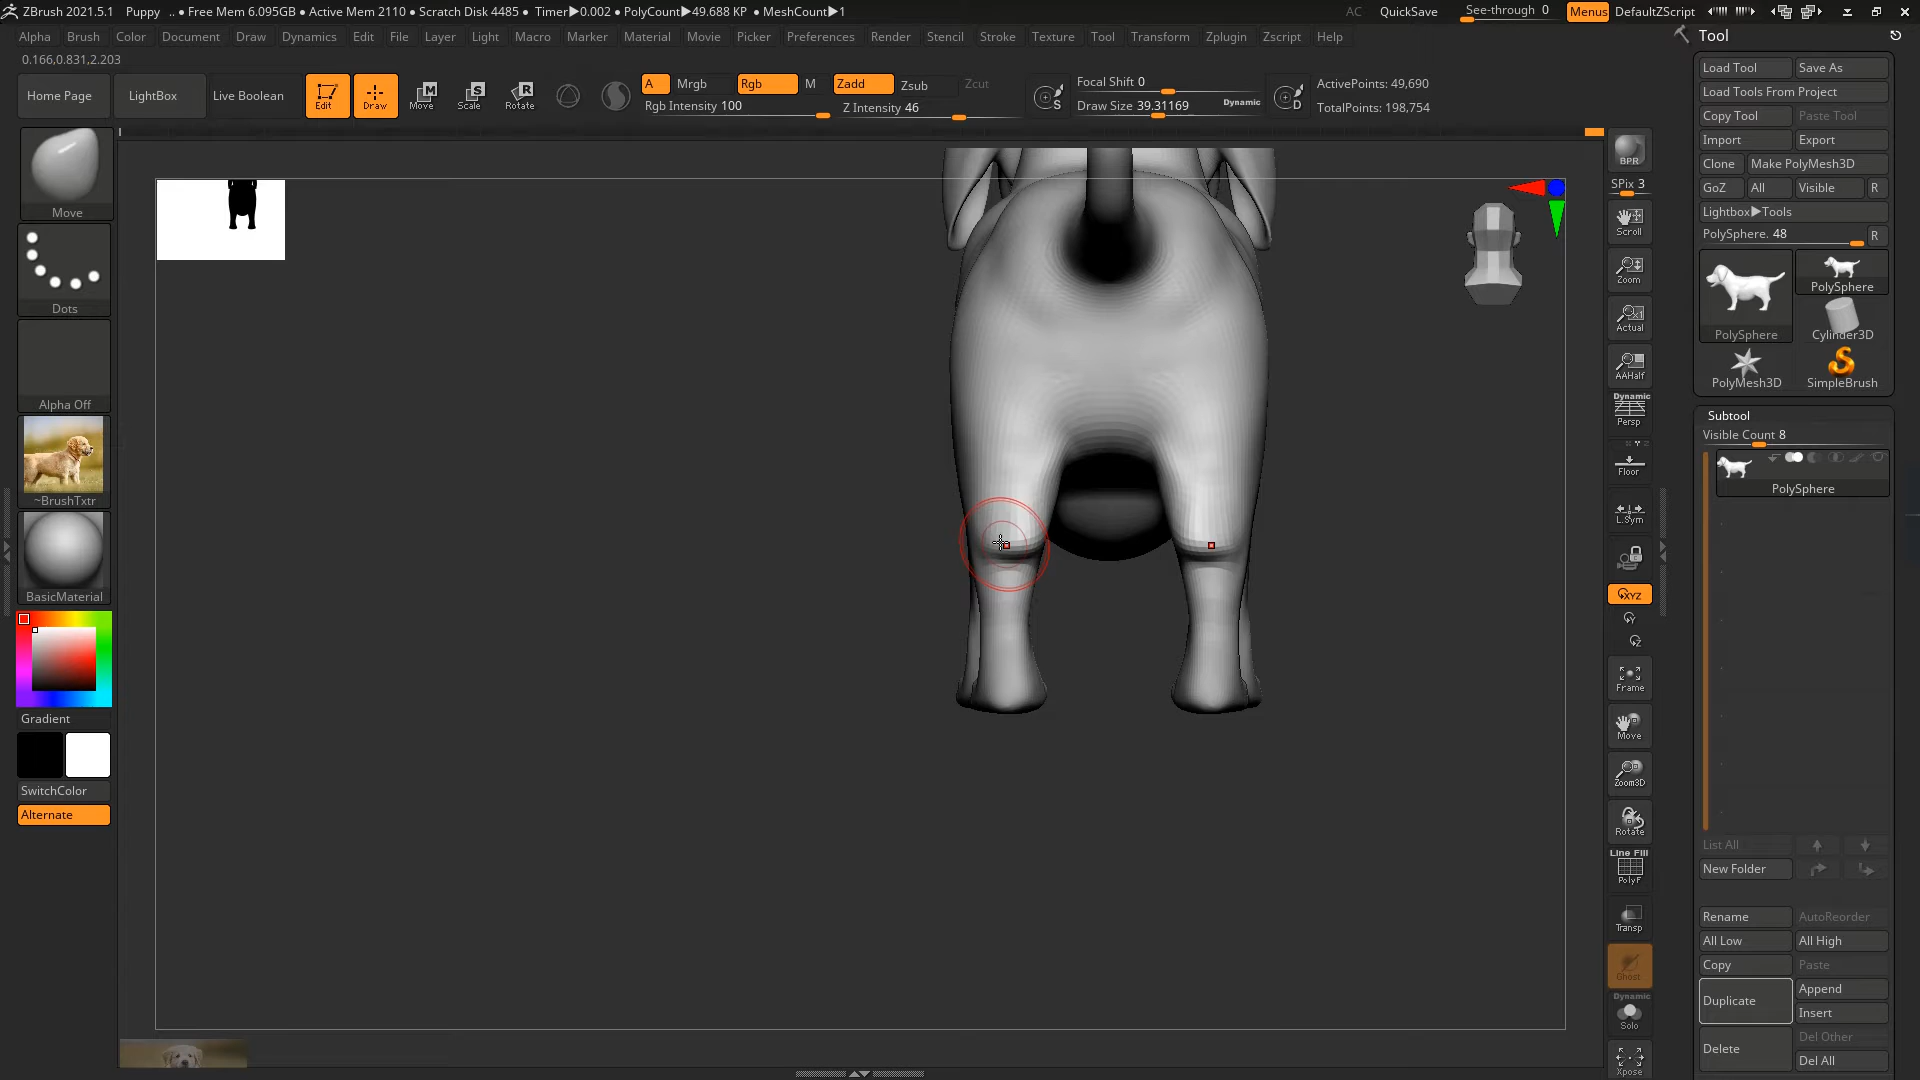 ZBrush 2021.5.1 Puppy .. ● Free Mem 6.095GB ● Active Mem 2110 ● Scratch Disk 4485 ● Timer▶0.002 ● PolyCount▶49.688 KP ● MeshCount▶1 AC QuickSave See-through 0 Menus DefaultZScript
Alpha Brush Color Document Draw Dynamics Edit File Layer Light Macro Marker Material Movie Picker Preferences Render Stencil Stroke Texture Tool Transform Zplugin Zscript Help
Tool
0.166,0.831,2.203
Home Page
LightBox
Live Boolean
Edit
Draw
Move
Scale
Rotate
A Mrgb Rgb M Zadd Zsub Zcut
Rgb Intensity 100 Z Intensity 46
S
Focal Shift 0
Draw Size 39.31169 Dynamic
D
ActivePoints: 49,690
TotalPoints: 198,754
Move
Dots
Alpha Off
~BrushTxtr
BasicMaterial
Gradient
SwitchColor
Alternate
BPR
SPix 3
Scroll
Zoom
Actual
AAHalf
Dynamic
Persp
Floor
L.Sym
XYZ
Y
Z
Frame
Move
Zoom3D
Rotate
Line Fill
PolyF
Transp
Ghost
Dynamic
Solo
Xpose
Load Tool Save As
Load Tools From Project
Copy Tool Paste Tool
Import Export
Clone Make PolyMesh3D
GoZ All Visible R
Lightbox▶Tools
PolySphere. 48 R
PolySphere
PolySphere
Cylinder3D
PolyMesh3D
SimpleBrush
Subtool
Visible Count 8
PolySphere
List All
New Folder
Rename AutoReorder
All Low All High
Copy Paste
Duplicate Append
Insert
Delete Del Other
Del All